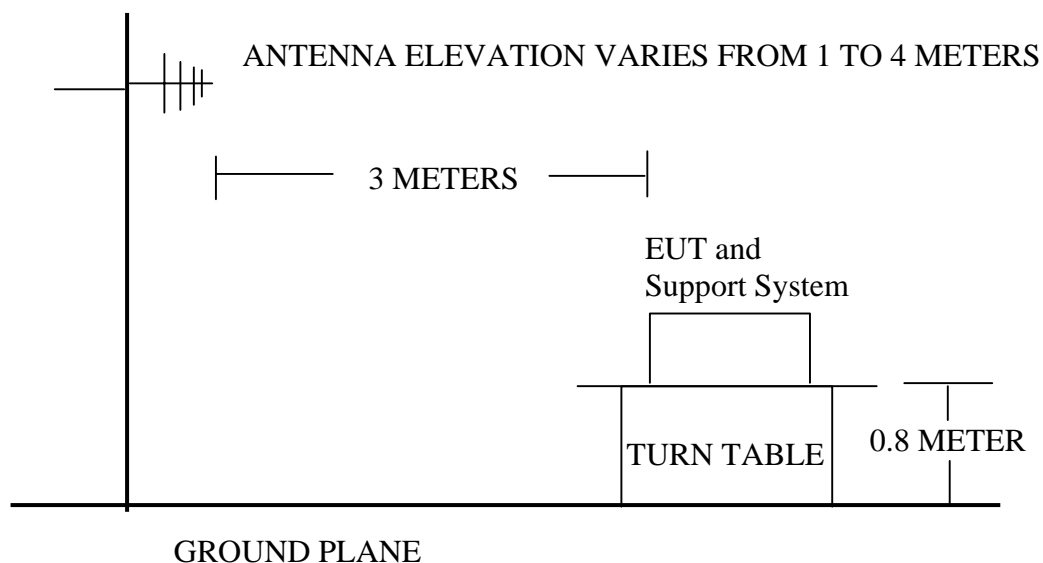 ANTENNA ELEVATION VARIES FROM 1 TO 4 METERS
3 METERS
EUT and
Support System
TURN TABLE
0.8 METER
GROUND PLANE